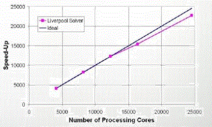 25000
20000
15000
10000
5000
0
Speed-Up
Liverpool Solver
Ideal
0 5000 10000 15000 20000 25000
Number of Processing Cores